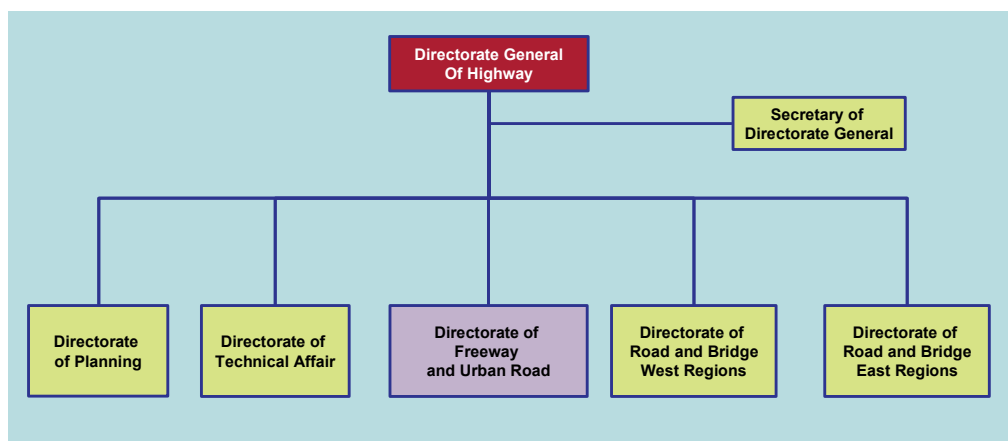 Directorate General
Of Highway
Secretary of
Directorate General
Directorate
of Planning
Directorate of
Technical Affair
Directorate of
Freeway
and Urban Road
Directorate of
Road and Bridge
West Regions
Directorate of
Road and Bridge
East Regions